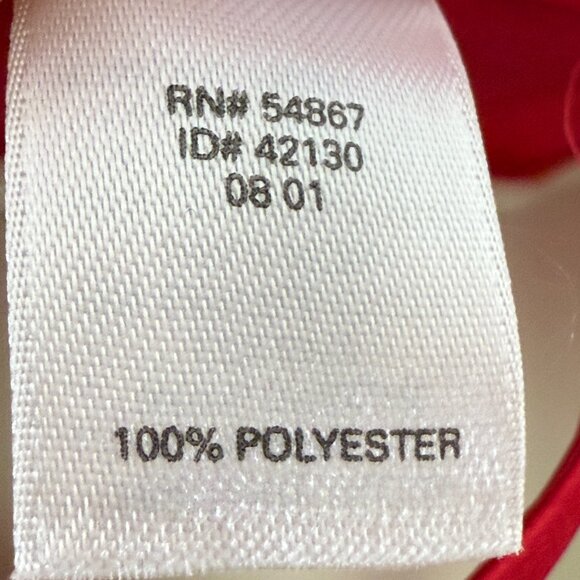 RN# 54867
ID# 42130
08 01
100% POLYESTER